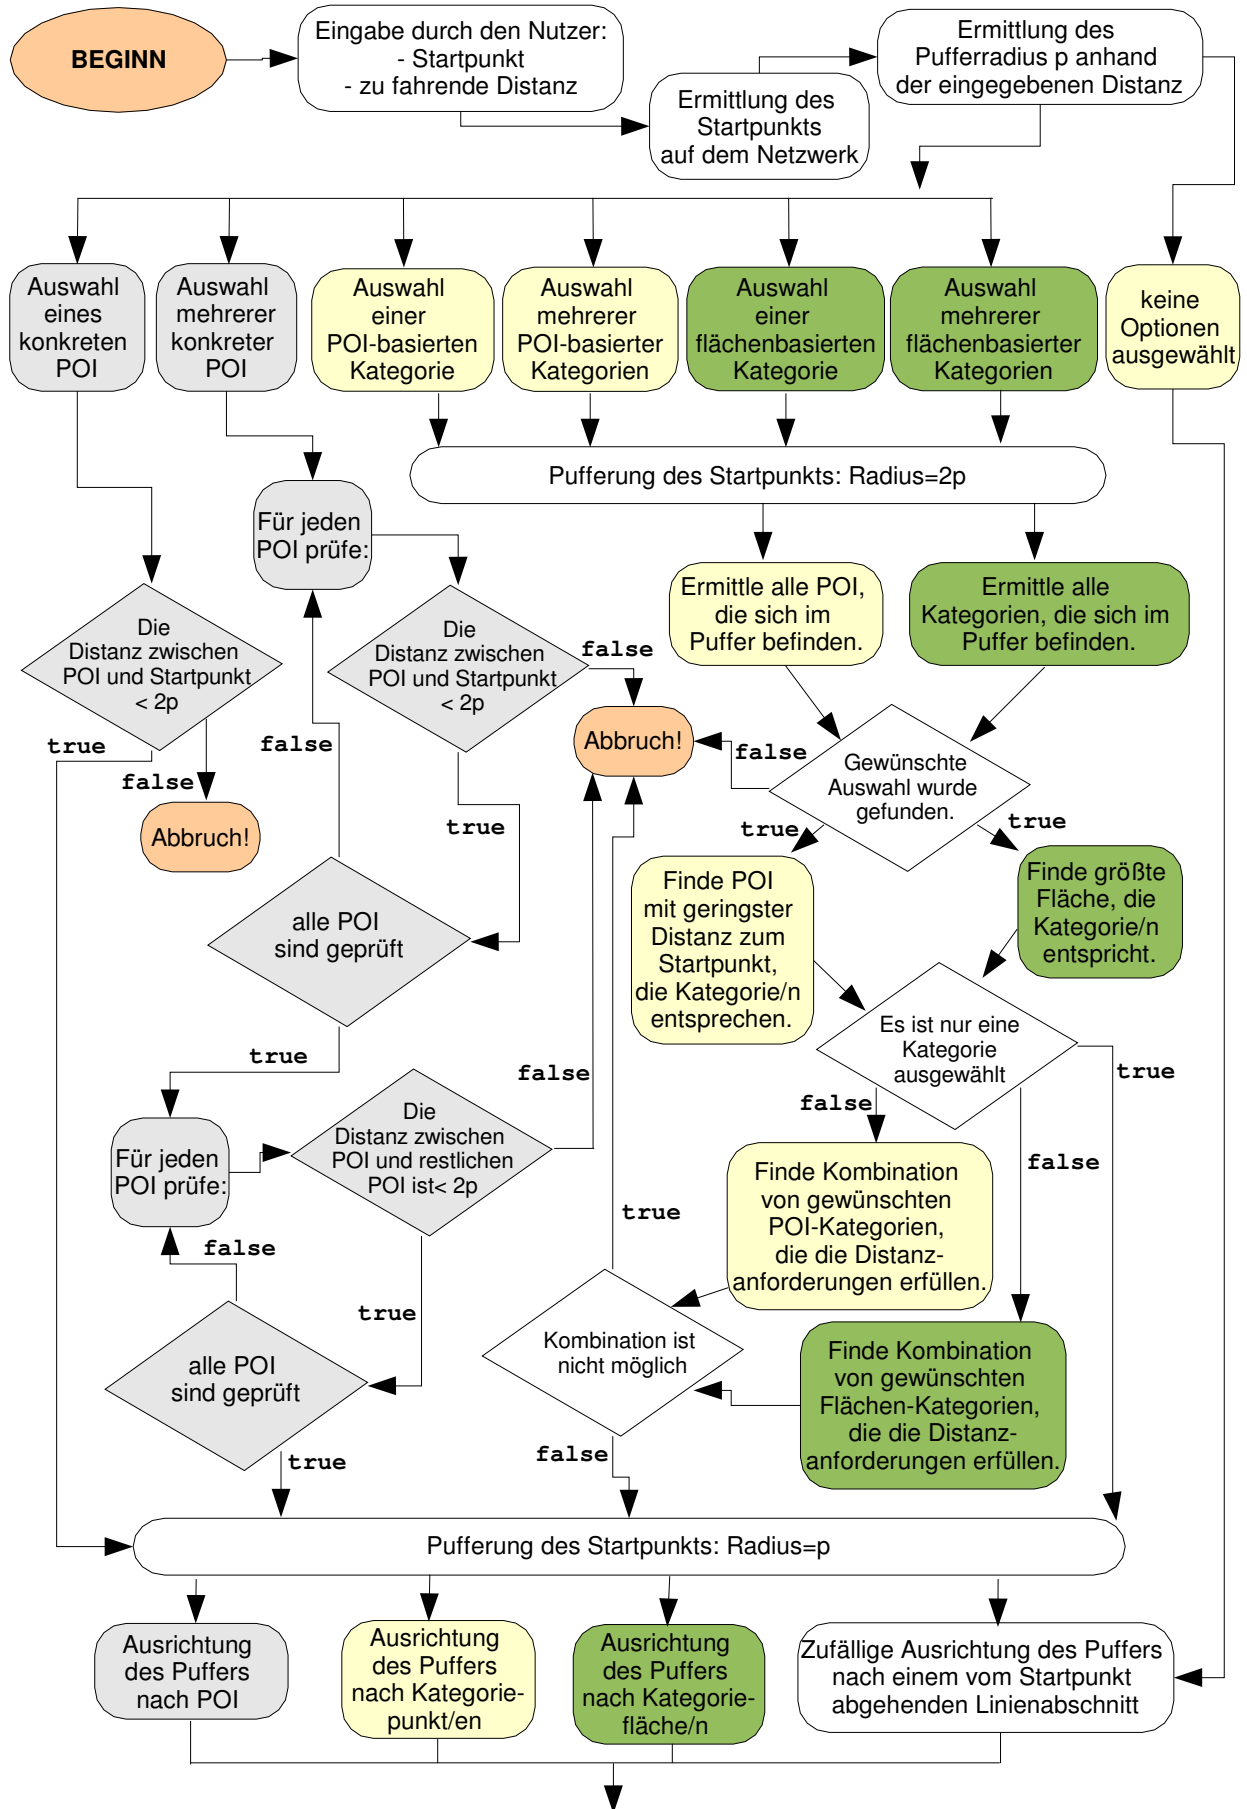 BEGINN
Eingabe durch den Nutzer:
- Startpunkt
- zu fahrende Distanz
Ermittlung des
Startpunkts
auf dem Netzwerk
Ermittlung des
Pufferradius p anhand
der eingegebenen Distanz
Auswahl
eines
konkreten
POI
Auswahl
mehrerer
konkreter
POI
Auswahl
einer
POI-basierten
Kategorie
Auswahl
mehrerer
POI-basierter
Kategorien
Auswahl
einer
flächenbasierten
Kategorie
Auswahl
mehrerer
flächenbasierter
Kategorien
keine
Optionen
ausgewählt
Pufferung des Startpunkts: Radius=2p
Für jeden
POI prüfe:
Ermittle alle POI,
die sich im
Puffer befinden.
Ermittle alle
Kategorien, die sich im
Puffer befinden.
Die
Distanz zwischen
POI und Startpunkt
< 2p
Die
Distanz zwischen
POI und Startpunkt
< 2p
false
true
false
false
Abbruch!
false
Gewünschte
Auswahl wurde
gefunden.
Abbruch!
true
true
true
Finde POI
mit geringster
Distanz zum
Startpunkt,
die Kategorie/n
entsprechen.
Finde größte
Fläche, die
Kategorie/n
entspricht.
alle POI
sind geprüft
Es ist nur eine
Kategorie
ausgewählt
true
false
true
false
false
Für jeden
POI prüfe:
Die
Distanz zwischen
POI und restlichen
POI ist< 2p
Finde Kombination
von gewünschten
POI-Kategorien,
die die Distanz-
anforderungen erfüllen.
false
true
true
alle POI
sind geprüft
Kombination ist
nicht möglich
Finde Kombination
von gewünschten
Flächen-Kategorien,
die die Distanz-
anforderungen erfüllen.
true
false
Pufferung des Startpunkts: Radius=p
Ausrichtung
des Puffers
nach POI
Ausrichtung
des Puffers
nach Kategorie-
punkt/en
Ausrichtung
des Puffers
nach Kategorie-
fläche/n
Zufällige Ausrichtung des Puffers
nach einem vom Startpunkt
abgehenden Linienabschnitt